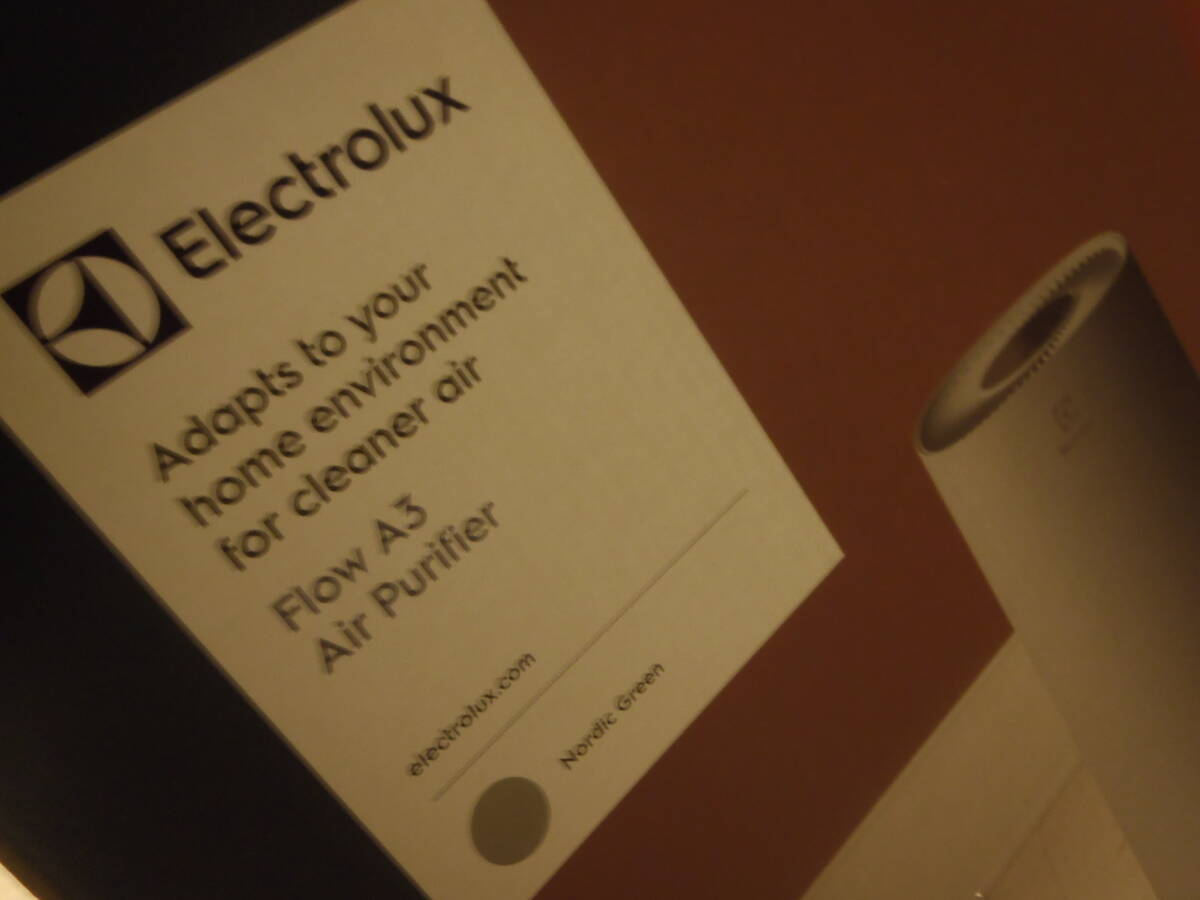 Electrolux
Adapts to your
home environment
for cleaner air
Flow A3
Air Purifier
electrolux.com
Nordic Green